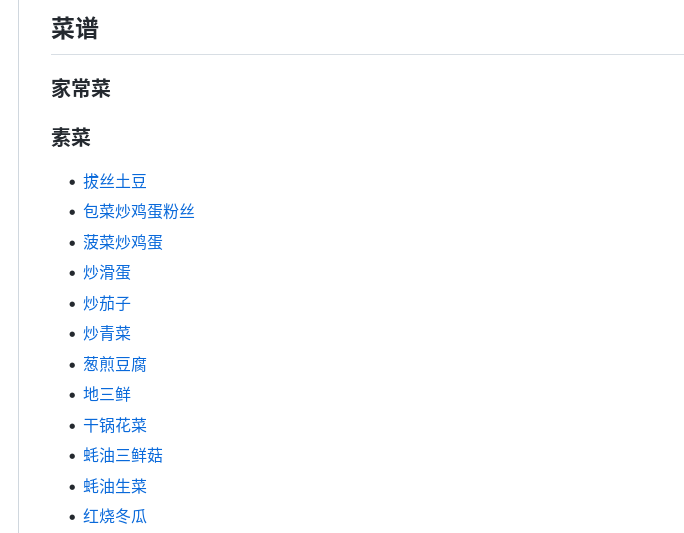 菜谱
家常菜
素菜
拔丝土豆
包菜炒鸡蛋粉丝
菠菜炒鸡蛋
炒滑蛋
炒茄子
炒青菜
葱煎豆腐
地三鲜
干锅花菜
蚝油三鲜菇
蚝油生菜
红烧冬瓜